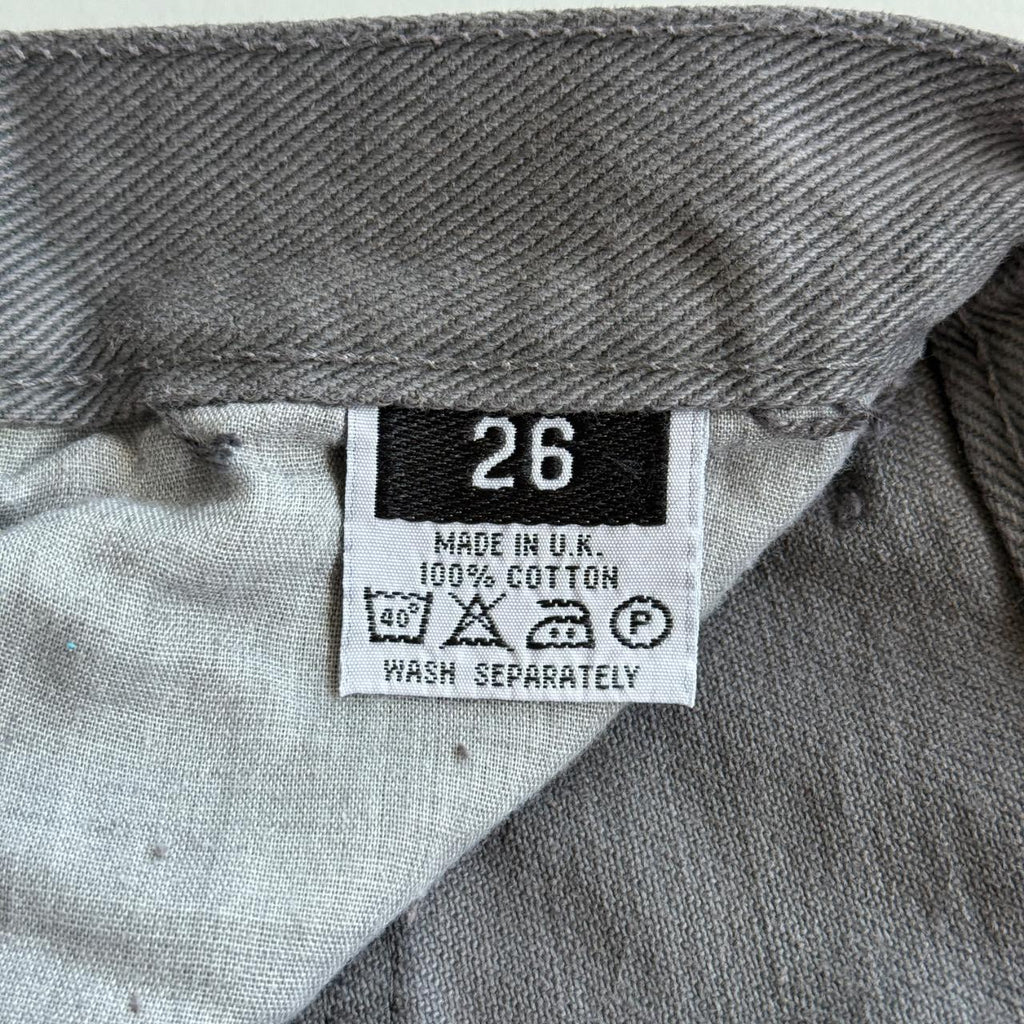 26
MADE IN U.K.
100% COTTON
40° P
WASH SEPARATELY